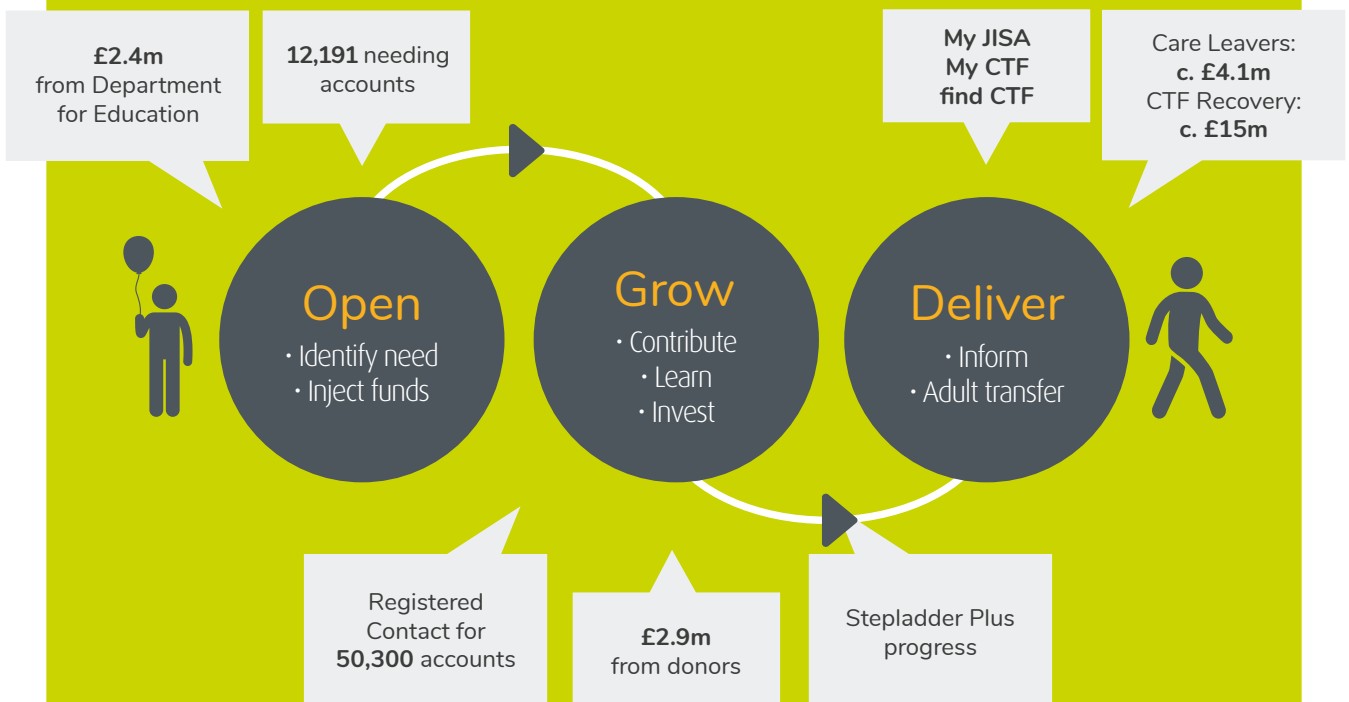 £2.4m
from Department
for Education
12,191 needing
accounts
My JISA
My CTF
find CTF
Care Leavers:
c. £4.1m
CTF Recovery:
c. £15m
Open
· Identify need
· Inject funds
Grow
· Contribute
· Learn
· Invest
Deliver
· Inform
· Adult transfer
Registered
Contact for
50,300 accounts
£2.9m
from donors
Stepladder Plus
progress